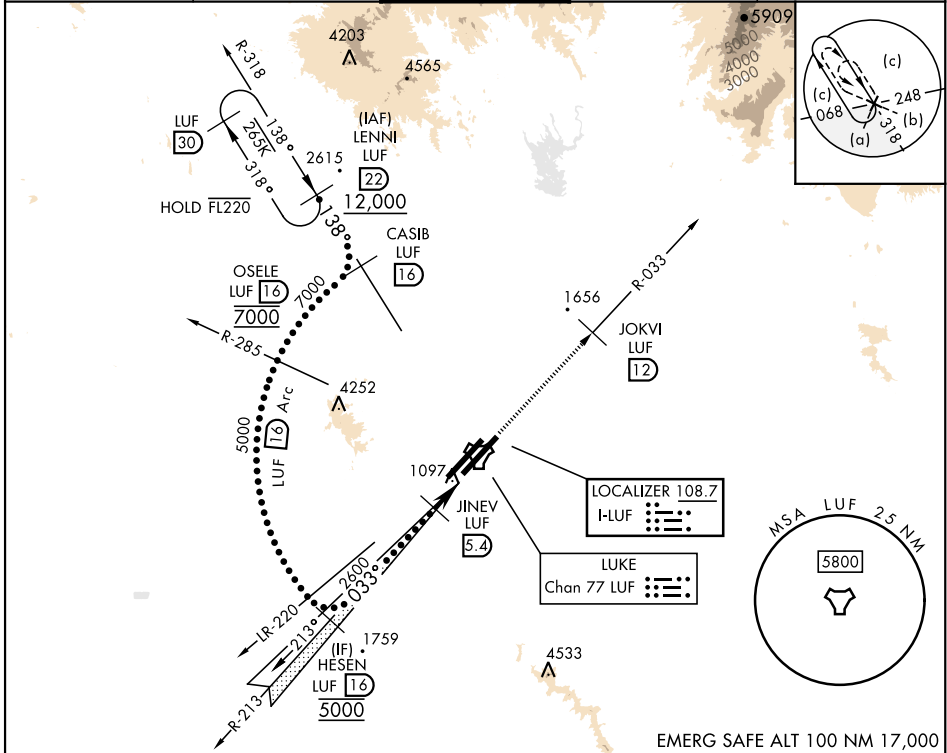 4203
4565
5909
5000
4000
3000
R-318
LUF
30
138°
265K
318°
(IAF)
LENNI
LUF
22
12,000
2615
HOLD FL220
138°
CASIB
LUF
16
OSELE
LUF 16
7000
7000
R-285
4252
5000
LUF 16 Arc
1656
R-033
JOKVI
LUF
12
1097
JINEV
LUF
5.4
LOCALIZER 108.7
I-LUF
LUKE
Chan 77 LUF
2600
033°
LR-220
213°
R-213
(IF)
HESEN
LUF 16
5000
1759
4533
MSA LUF 25 NM
5800
(c)
(c)
068
248
(b)
(a)
318
EMERG SAFE ALT 100 NM 17,000